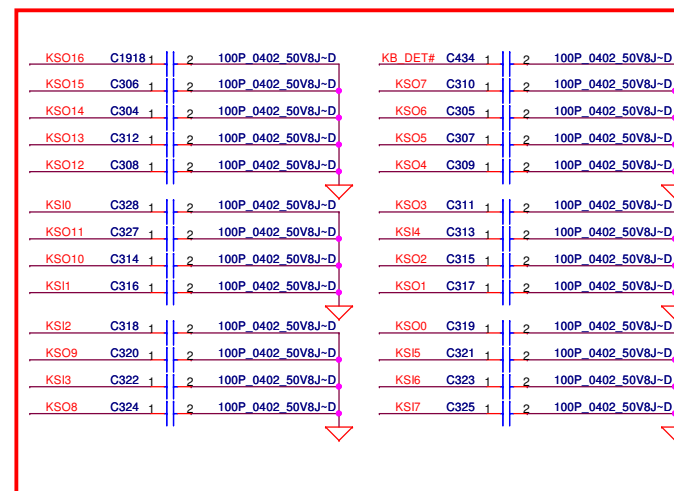 KSO16 C1918 1 2 100P_0402_50V8J~D KB_DET# C434 1 2 100P_0402_50V8J~D
KSO15 C306 1 2 100P_0402_50V8J~D KSO7 C310 1 2 100P_0402_50V8J~D
KSO14 C304 1 2 100P_0402_50V8J~D KSO6 C305 1 2 100P_0402_50V8J~D
KSO13 C312 1 2 100P_0402_50V8J~D KSO5 C307 1 2 100P_0402_50V8J~D
KSO12 C308 1 2 100P_0402_50V8J~D KSO4 C309 1 2 100P_0402_50V8J~D
KSI0 C328 1 2 100P_0402_50V8J~D KSO3 C311 1 2 100P_0402_50V8J~D
KSO11 C327 1 2 100P_0402_50V8J~D KSI4 C313 1 2 100P_0402_50V8J~D
KSO10 C314 1 2 100P_0402_50V8J~D KSO2 C315 1 2 100P_0402_50V8J~D
KSI1 C316 1 2 100P_0402_50V8J~D KSO1 C317 1 2 100P_0402_50V8J~D
KSI2 C318 1 2 100P_0402_50V8J~D KSO0 C319 1 2 100P_0402_50V8J~D
KSO9 C320 1 2 100P_0402_50V8J~D KSI5 C321 1 2 100P_0402_50V8J~D
KSI3 C322 1 2 100P_0402_50V8J~D KSI6 C323 1 2 100P_0402_50V8J~D
KSO8 C324 1 2 100P_0402_50V8J~D KSI7 C325 1 2 100P_0402_50V8J~D